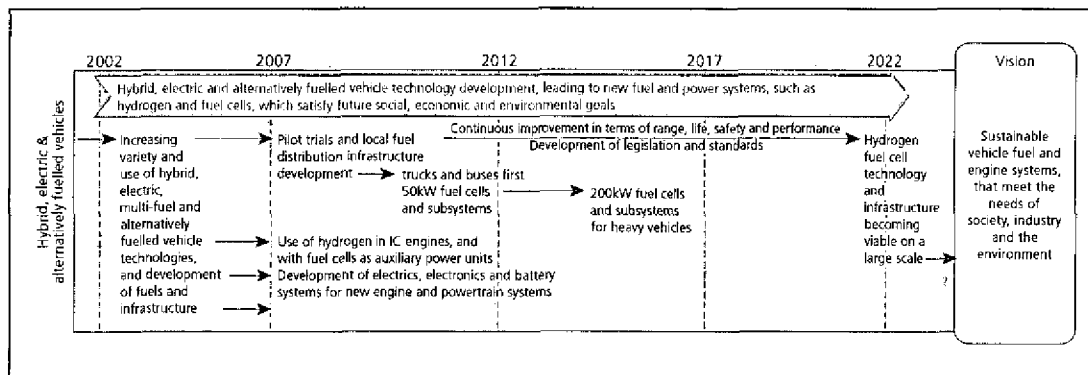 2002 2007 2012 2017 2022 Vision
Hybrid, electric &
alternatively fuelled vehicles
Hybrid, electric and alternatively fuelled vehicle technology development, leading to new fuel and power systems, such as
hydrogen and fuel cells, which satisfy future social, economic and environmental goals
Increasing
variety and
use of hybrid,
electric,
multi-fuel and
alternatively
fuelled vehicle
technologies,
and development
of fuels and
infrastructure
Pilot trials and local fuel
distribution infrastructure
development
trucks and buses first
50kW fuel cells
and subsystems
200kW fuel cells
and subsystems
for heavy vehicles
Use of hydrogen in IC engines, and
with fuel cells as auxiliary power units
Development of electrics, electronics and battery
systems for new engine and powertrain systems
Continuous improvement in terms of range, life, safety and performance
Development of legislation and standards
Hydrogen
fuel cell
technology
and
infrastructure
becoming
viable on a
large scale
?
Sustainable
vehicle fuel and
engine systems,
that meet the
needs of
society, industry
and the
environment